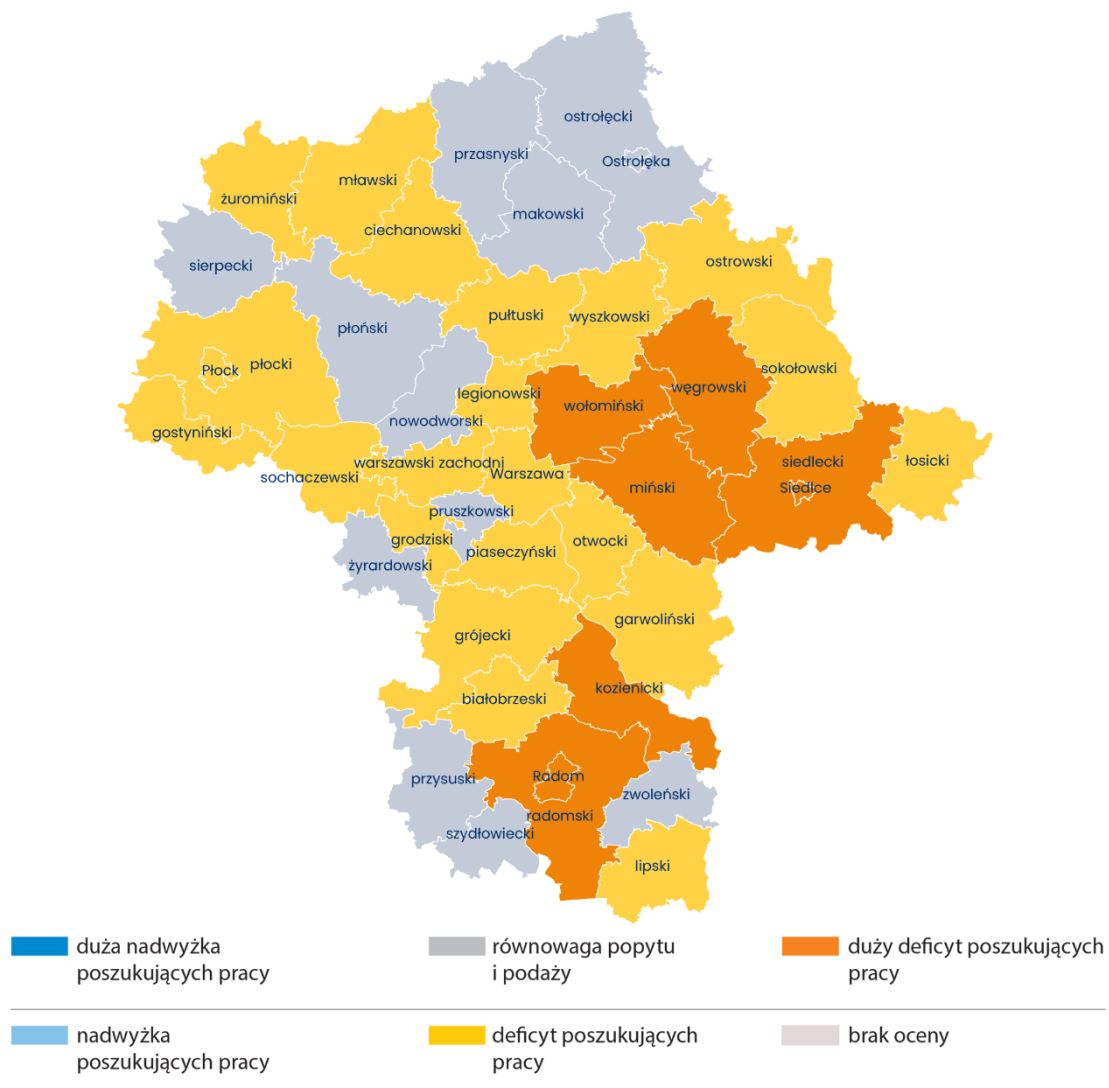 ostrołęcki
przasnyski
Ostrołęka
mławski
żuromiński
makowski
ciechanowski
sierpecki
ostrowski
pułtuski
wyszkowski
płoński
płocki
Płock
sokołowski
węgrowski
legionowski
wołomiński
nowodworski
gostyniński
warszawski zachodni
siedlecki
łosicki
sochaczewski
Warszawa
miński
Siedlce
pruszkowski
grodziski
piaseczyński
otwocki
żyrardowski
garwoliński
grójecki
kozienicki
białobrzeski
przysuski
Radom
zwoleński
radomski
szydłowiecki
lipski
duża nadwyżka
poszukujących pracy
równowaga popytu
i podaży
duży deficyt poszukujących
pracy
nadwyżka
poszukujących pracy
deficyt poszukujących
pracy
brak oceny